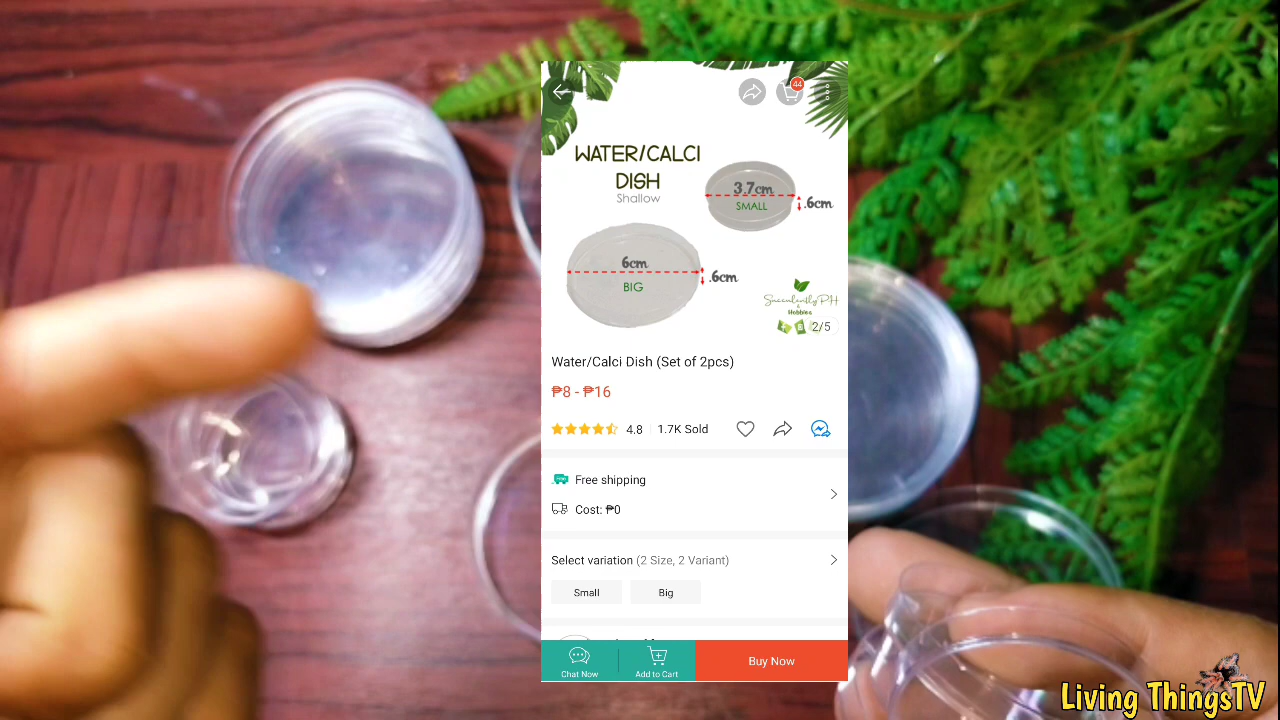 44
WATER/CALCI
DISH
Shallow
3.7cm
SMALL
.6cm
6cm
.6cm
BIG
SucculentlyPH
&
Hobbies
2/5
Water/Calci Dish (Set of 2pcs)
₱8 - ₱16
4.8
1.7K Sold
Free shipping
Cost: ₱0
Select variation (2 Size, 2 Variant)
Small
Big
Chat Now
Add to Cart
Buy Now
Living ThingsTV